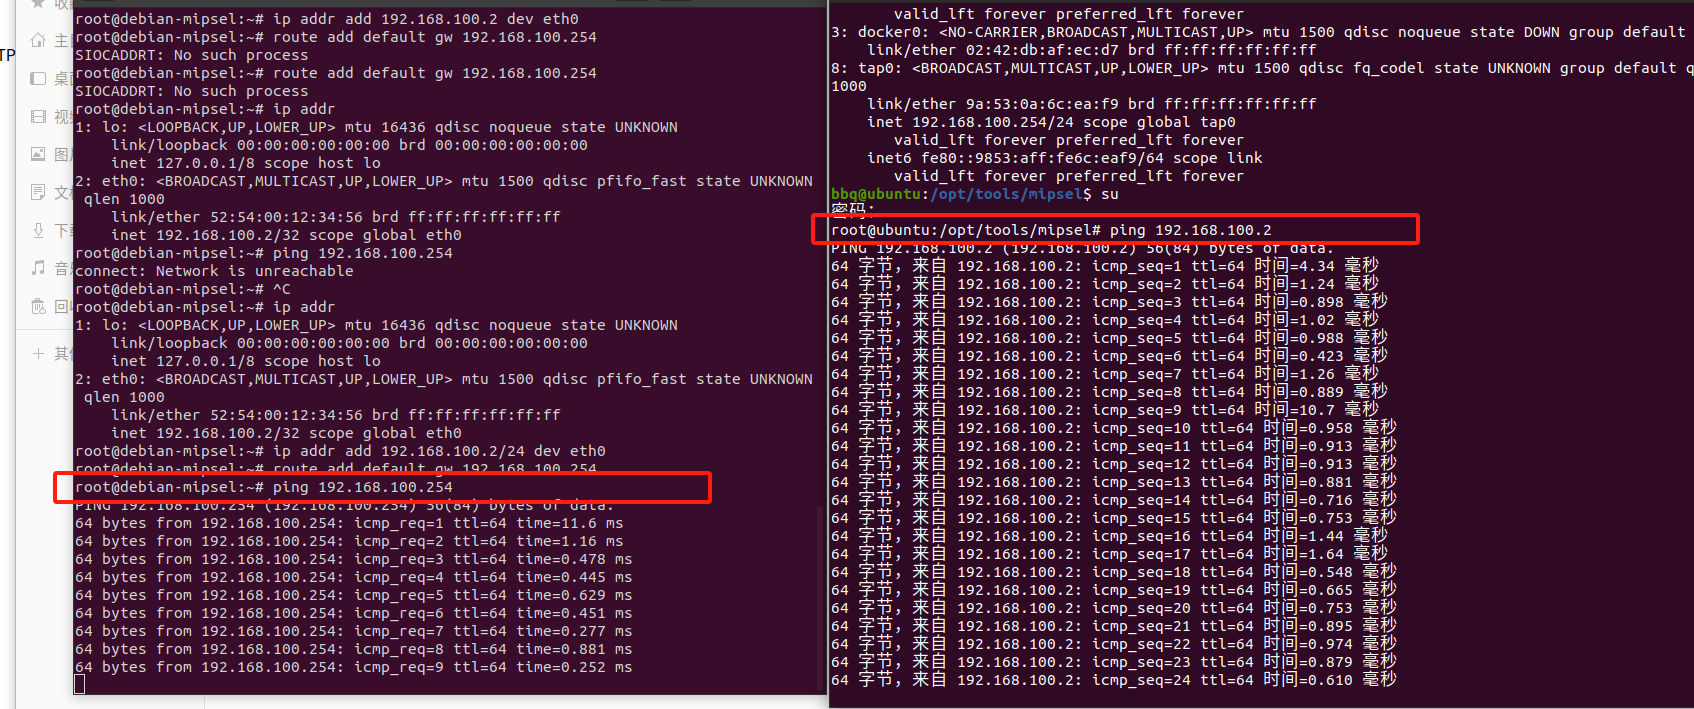 TP
收藏
主
桌面
视频
图片
文
下
音乐
回收
其他
root@debian-mipsel:~# ip addr add 192.168.100.2 dev eth0
root@debian-mipsel:~# route add default gw 192.168.100.254
SIOCADDRT: No such process
root@debian-mipsel:~# route add default gw 192.168.100.254
SIOCADDRT: No such process
root@debian-mipsel:~# ip addr
1: lo: <LOOPBACK,UP,LOWER_UP> mtu 16436 qdisc noqueue state UNKNOWN
link/loopback 00:00:00:00:00:00 brd 00:00:00:00:00:00
inet 127.0.0.1/8 scope host lo
2: eth0: <BROADCAST,MULTICAST,UP,LOWER_UP> mtu 1500 qdisc pfifo_fast state UNKNOWN
qlen 1000
link/ether 52:54:00:12:34:56 brd ff:ff:ff:ff:ff:ff
inet 192.168.100.2/32 scope global eth0
root@debian-mipsel:~# ping 192.168.100.254
connect: Network is unreachable
root@debian-mipsel:~# ^C
root@debian-mipsel:~# ip addr
1: lo: <LOOPBACK,UP,LOWER_UP> mtu 16436 qdisc noqueue state UNKNOWN
link/loopback 00:00:00:00:00:00 brd 00:00:00:00:00:00
inet 127.0.0.1/8 scope host lo
2: eth0: <BROADCAST,MULTICAST,UP,LOWER_UP> mtu 1500 qdisc pfifo_fast state UNKNOWN
qlen 1000
link/ether 52:54:00:12:34:56 brd ff:ff:ff:ff:ff:ff
inet 192.168.100.2/32 scope global eth0
root@debian-mipsel:~# ip addr add 192.168.100.2/24 dev eth0
root@debian-mipsel:~# route add default gw 192.168.100.254
root@debian-mipsel:~# ping 192.168.100.254
PING 192.168.100.254 (192.168.100.254) 56(84) bytes of data.
64 bytes from 192.168.100.254: icmp_req=1 ttl=64 time=11.6 ms
64 bytes from 192.168.100.254: icmp_req=2 ttl=64 time=1.16 ms
64 bytes from 192.168.100.254: icmp_req=3 ttl=64 time=0.478 ms
64 bytes from 192.168.100.254: icmp_req=4 ttl=64 time=0.445 ms
64 bytes from 192.168.100.254: icmp_req=5 ttl=64 time=0.629 ms
64 bytes from 192.168.100.254: icmp_req=6 ttl=64 time=0.451 ms
64 bytes from 192.168.100.254: icmp_req=7 ttl=64 time=0.277 ms
64 bytes from 192.168.100.254: icmp_req=8 ttl=64 time=0.881 ms
64 bytes from 192.168.100.254: icmp_req=9 ttl=64 time=0.252 ms
valid_lft forever preferred_lft forever
3: docker0: <NO-CARRIER,BROADCAST,MULTICAST,UP> mtu 1500 qdisc noqueue state DOWN group default
link/ether 02:42:db:af:ec:d7 brd ff:ff:ff:ff:ff:ff
8: tap0: <BROADCAST,MULTICAST,UP,LOWER_UP> mtu 1500 qdisc fq_codel state UNKNOWN group default q
1000
link/ether 9a:53:0a:6c:ea:f9 brd ff:ff:ff:ff:ff:ff
inet 192.168.100.254/24 scope global tap0
valid_lft forever preferred_lft forever
inet6 fe80::9853:aff:fe6c:eaf9/64 scope link
valid_lft forever preferred_lft forever
bbq@ubuntu:/opt/tools/mipsel$ su
密码：
root@ubuntu:/opt/tools/mipsel# ping 192.168.100.2
PING 192.168.100.2 (192.168.100.2) 56(84) bytes of data.
64 字节，来自 192.168.100.2: icmp_seq=1 ttl=64 时间=4.34 毫秒
64 字节，来自 192.168.100.2: icmp_seq=2 ttl=64 时间=1.24 毫秒
64 字节，来自 192.168.100.2: icmp_seq=3 ttl=64 时间=0.898 毫秒
64 字节，来自 192.168.100.2: icmp_seq=4 ttl=64 时间=1.02 毫秒
64 字节，来自 192.168.100.2: icmp_seq=5 ttl=64 时间=0.988 毫秒
64 字节，来自 192.168.100.2: icmp_seq=6 ttl=64 时间=0.423 毫秒
64 字节，来自 192.168.100.2: icmp_seq=7 ttl=64 时间=1.26 毫秒
64 字节，来自 192.168.100.2: icmp_seq=8 ttl=64 时间=0.889 毫秒
64 字节，来自 192.168.100.2: icmp_seq=9 ttl=64 时间=10.7 毫秒
64 字节，来自 192.168.100.2: icmp_seq=10 ttl=64 时间=0.958 毫秒
64 字节，来自 192.168.100.2: icmp_seq=11 ttl=64 时间=0.913 毫秒
64 字节，来自 192.168.100.2: icmp_seq=12 ttl=64 时间=0.913 毫秒
64 字节，来自 192.168.100.2: icmp_seq=13 ttl=64 时间=0.881 毫秒
64 字节，来自 192.168.100.2: icmp_seq=14 ttl=64 时间=0.716 毫秒
64 字节，来自 192.168.100.2: icmp_seq=15 ttl=64 时间=0.753 毫秒
64 字节，来自 192.168.100.2: icmp_seq=16 ttl=64 时间=1.44 毫秒
64 字节，来自 192.168.100.2: icmp_seq=17 ttl=64 时间=1.64 毫秒
64 字节，来自 192.168.100.2: icmp_seq=18 ttl=64 时间=0.548 毫秒
64 字节，来自 192.168.100.2: icmp_seq=19 ttl=64 时间=0.665 毫秒
64 字节，来自 192.168.100.2: icmp_seq=20 ttl=64 时间=0.753 毫秒
64 字节，来自 192.168.100.2: icmp_seq=21 ttl=64 时间=0.895 毫秒
64 字节，来自 192.168.100.2: icmp_seq=22 ttl=64 时间=0.974 毫秒
64 字节，来自 192.168.100.2: icmp_seq=23 ttl=64 时间=0.879 毫秒
64 字节，来自 192.168.100.2: icmp_seq=24 ttl=64 时间=0.610 毫秒